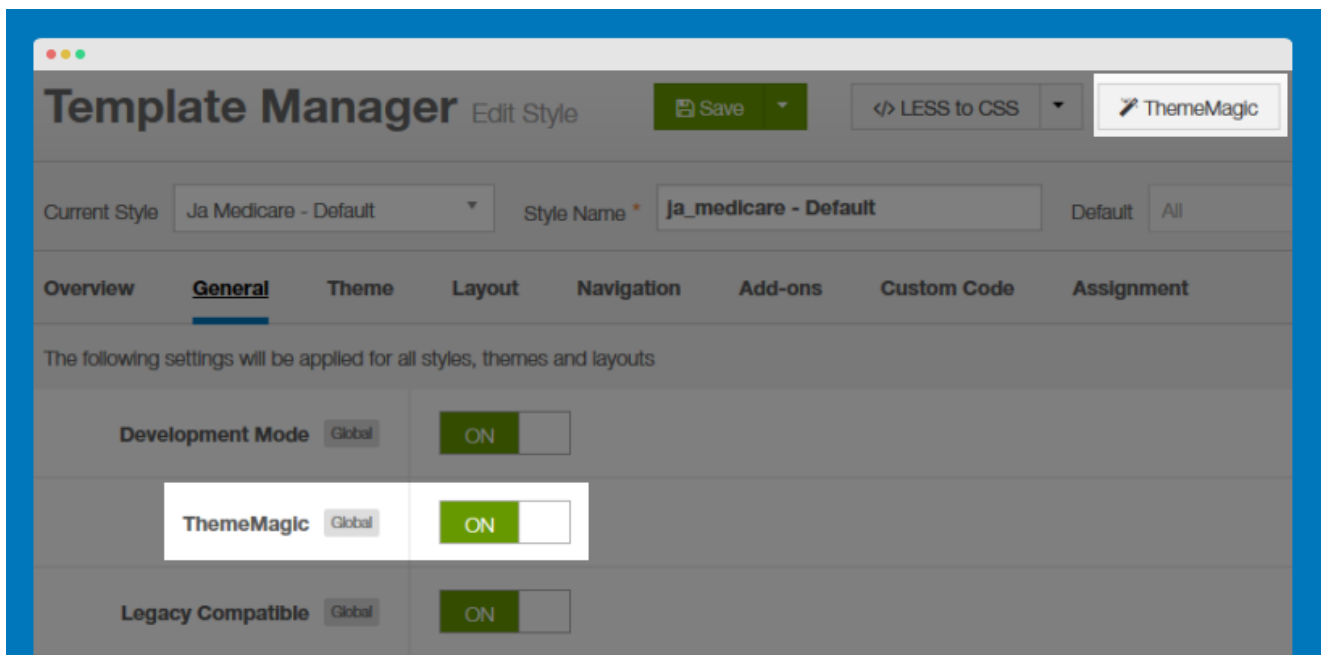 Template Manager Edit Style Save </> LESS to CSS ThemeMagic
Current Style Ja Medicare - Default Style Name * ja_medicare - Default Default All
Overview General Theme Layout Navigation Add-ons Custom Code Assignment
The following settings will be applied for all styles, themes and layouts
Development Mode Global ON
ThemeMagic Global ON
Legacy Compatible Global ON